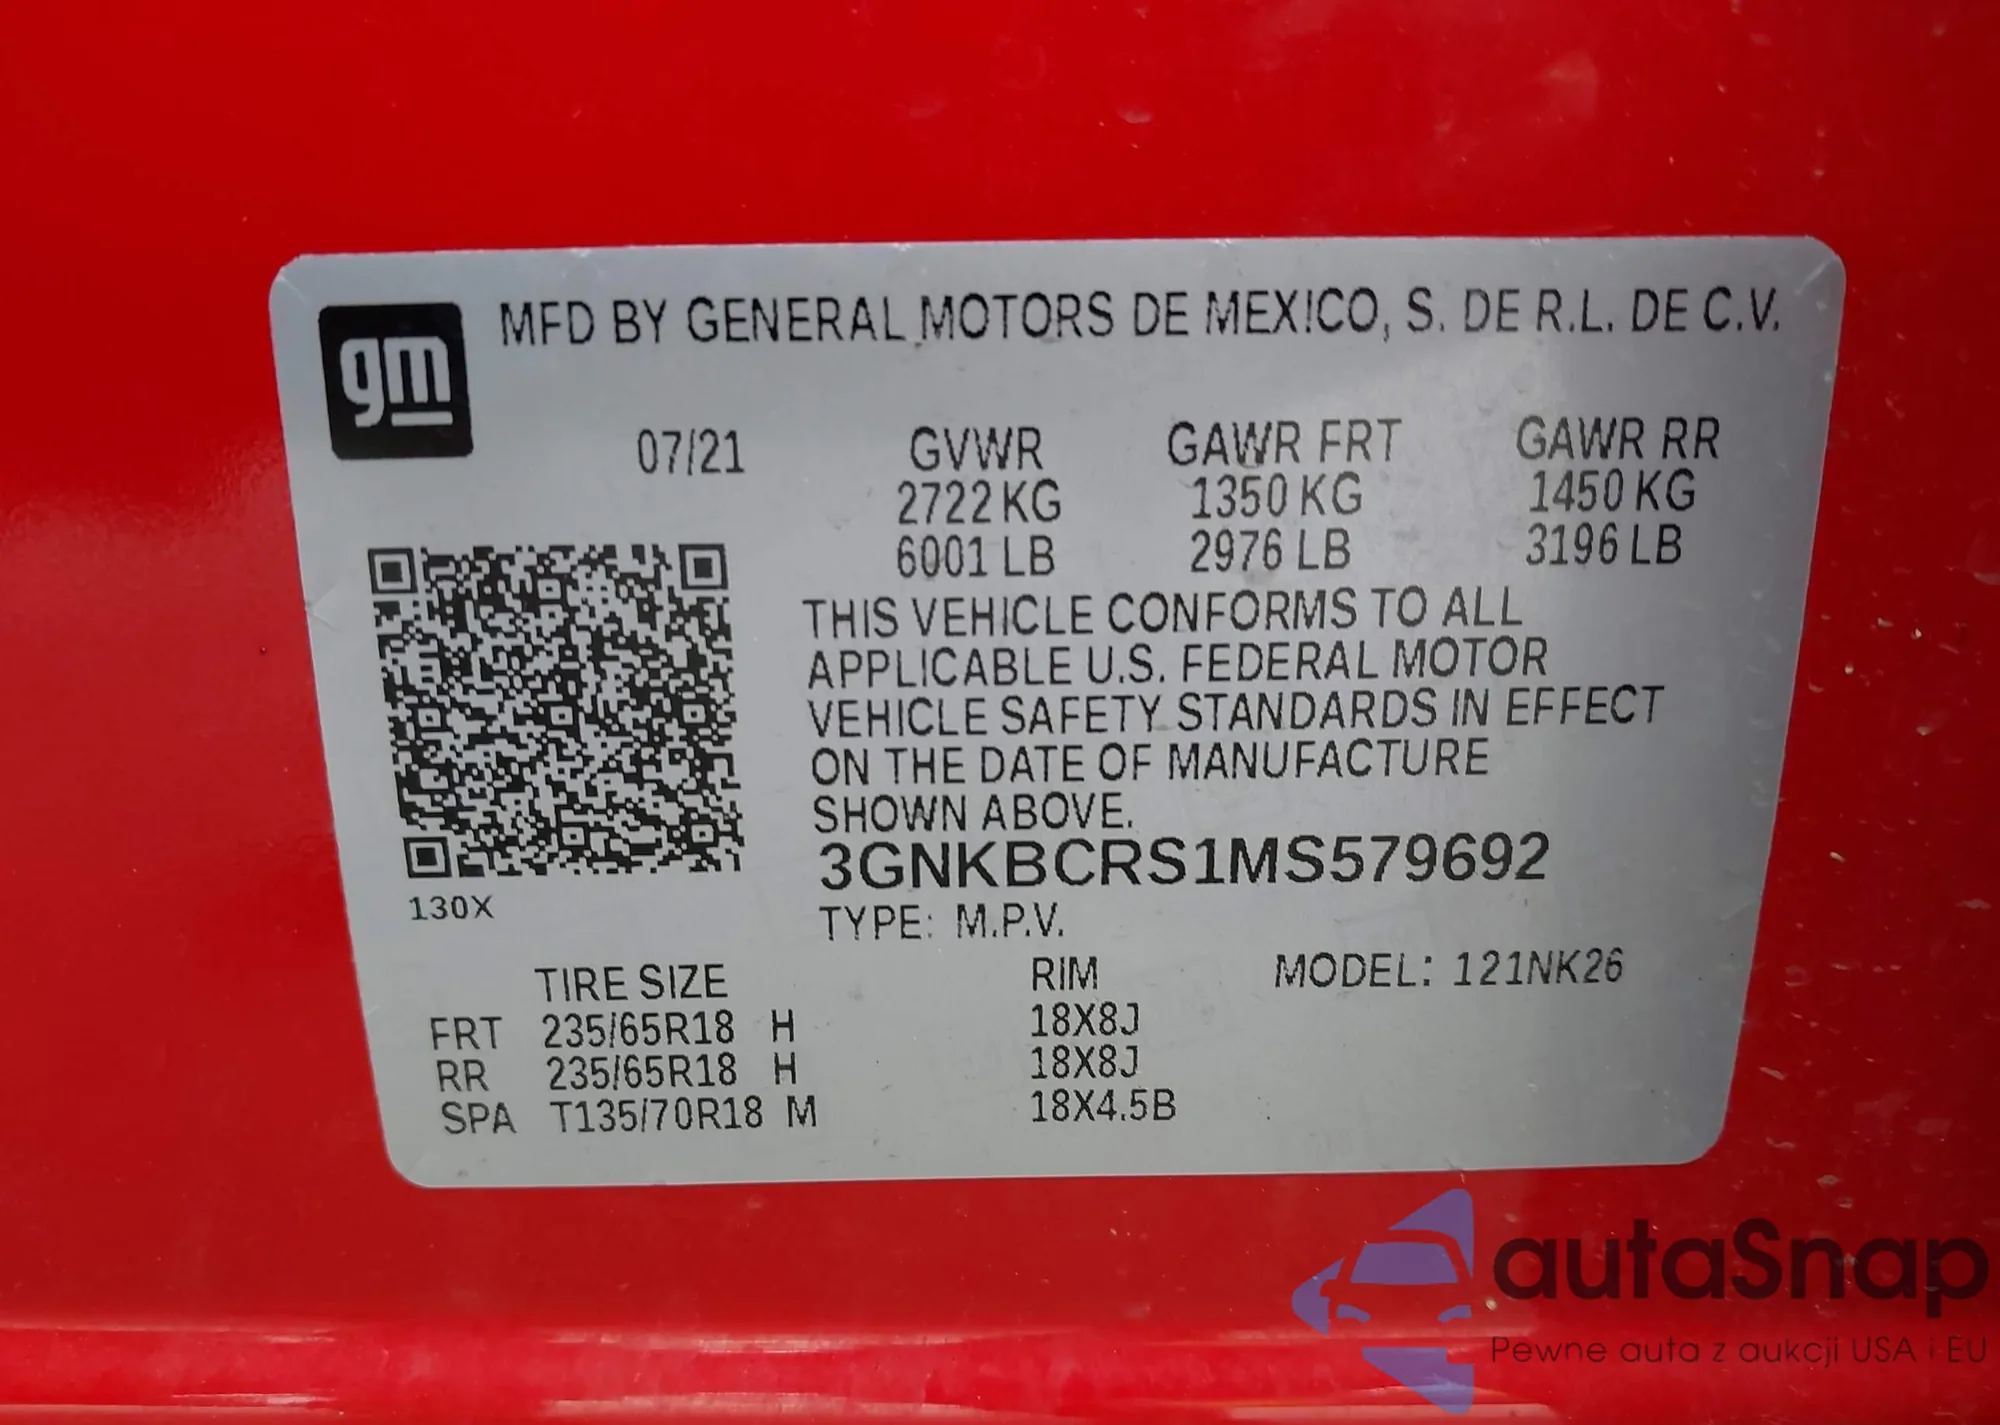 gm
MFD BY GENERAL MOTORS DE MEXICO, S. DE R.L. DE C.V.
07/21 GVWR GAWR FRT GAWR RR
2722 KG 1350 KG 1450 KG
6001 LB 2976 LB 3196 LB
THIS VEHICLE CONFORMS TO ALL
APPLICABLE U.S. FEDERAL MOTOR
VEHICLE SAFETY STANDARDS IN EFFECT
ON THE DATE OF MANUFACTURE
SHOWN ABOVE.
3GNKBCRS1MS579692
130X
TYPE: M.P.V.
TIRE SIZE RIM MODEL: 121NK26
FRT 235/65R18 H 18X8J
RR 235/65R18 H 18X8J
SPA T135/70R18 M 18X4.5B
autaSnap
Pewne auta z aukcji USA i EU